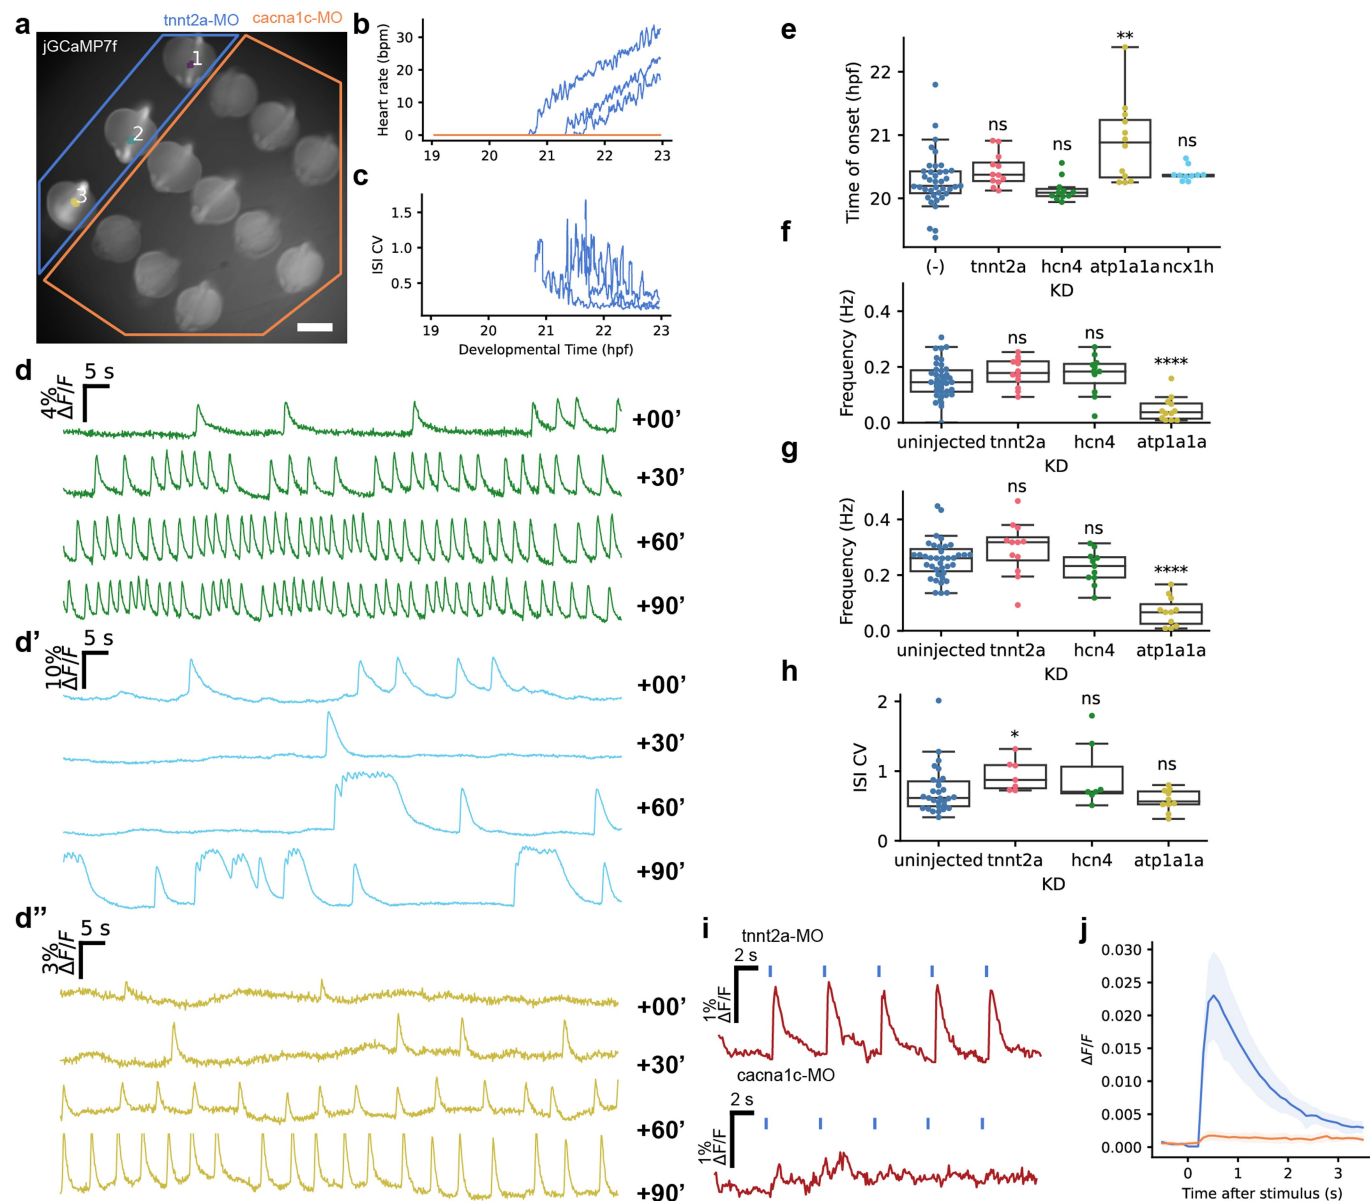 a
tnnt2a-MO
cacna1c-MO
jGCaMP7f
1
2
3
b
Heart rate (bpm)
30
20
10
0
19
20
21
22
23
c
ISI CV
1.5
1.0
0.5
19
20
21
22
23
Developmental Time (hpf)
d
5 s
4%
ΔF/F
+00’
+30’
+60’
+90’
d’
5 s
10%
ΔF/F
+00’
+30’
+60’
+90’
d’’
5 s
3%
ΔF/F
+00’
+30’
+60’
+90’
e
Time of onset (hpf)
22
21
20
ns
ns
**
ns
(-)
tnnt2a
hcn4
atp1a1a
ncx1h
KD
f
Frequency (Hz)
0.4
0.2
0.0
ns
ns
****
uninjected
tnnt2a
hcn4
atp1a1a
KD
g
Frequency (Hz)
0.4
0.2
0.0
ns
ns
****
uninjected
tnnt2a
hcn4
atp1a1a
KD
h
ISI CV
2
1
0
*
ns
ns
uninjected
tnnt2a
hcn4
atp1a1a
KD
i
tnnt2a-MO
2 s
1%
ΔF/F
cacna1c-MO
2 s
1%
ΔF/F
j
ΔF/F
0.030
0.025
0.020
0.015
0.010
0.005
0.000
0
1
2
3
Time after stimulus (s)